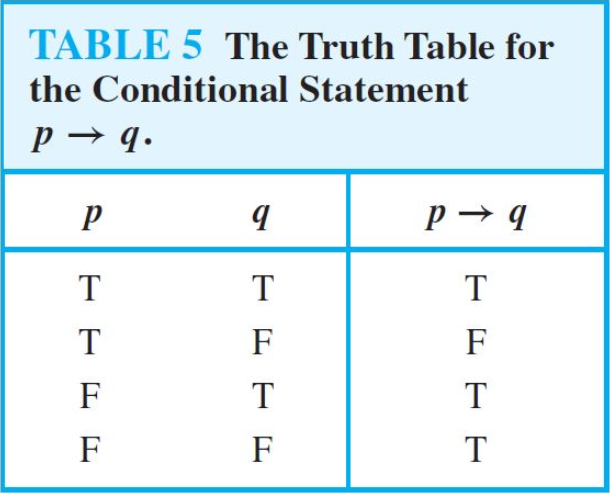 TABLE 5 The Truth Table for
the Conditional Statement
p → q.
p q p → q
T T T
T F F
F T T
F F T